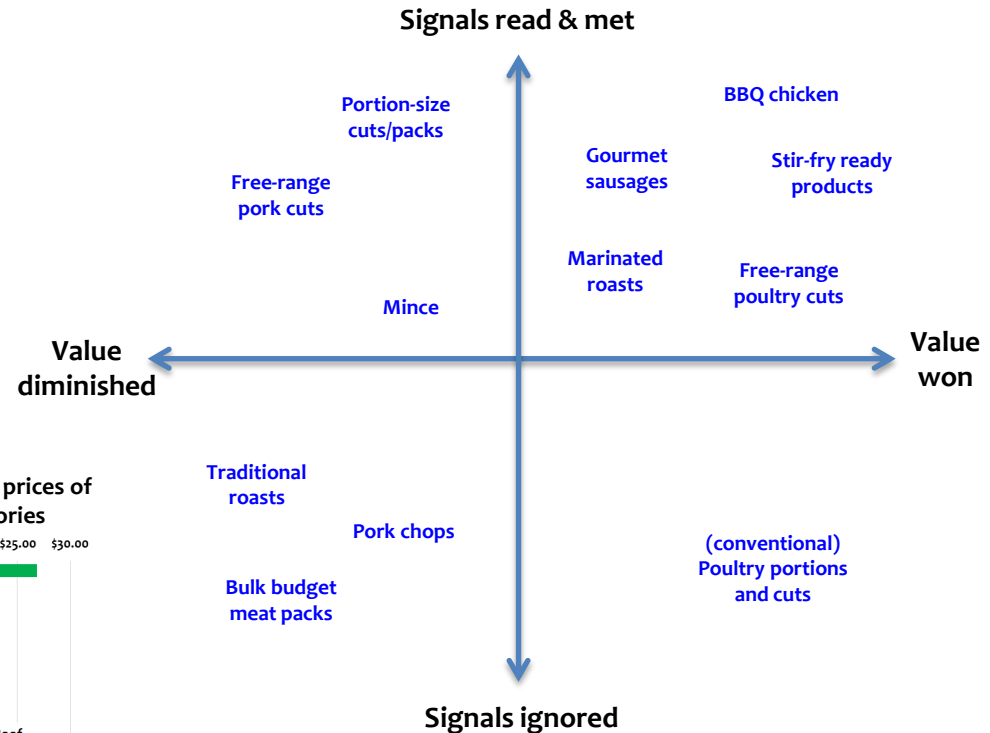 Signals read & met
BBQ chicken
Portion-size
cuts/packs
Gourmet
sausages
Stir-fry ready
products
Free-range
pork cuts
Marinated
roasts
Free-range
poultry cuts
Mince
Value
diminished
Value
won
prices of
$25.00 $30.00
Traditional
roasts
Pork chops
(conventional)
Poultry portions
and cuts
Bulk budget
meat packs
Signals ignored